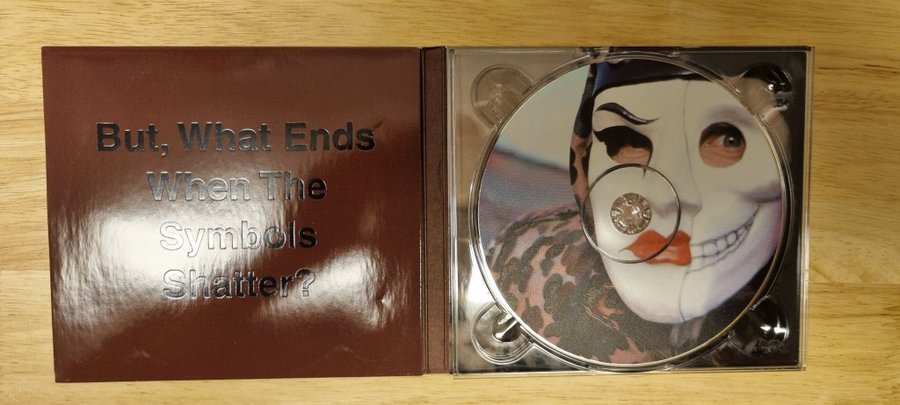 But, What Ends
When The
Symbols
Shatter?